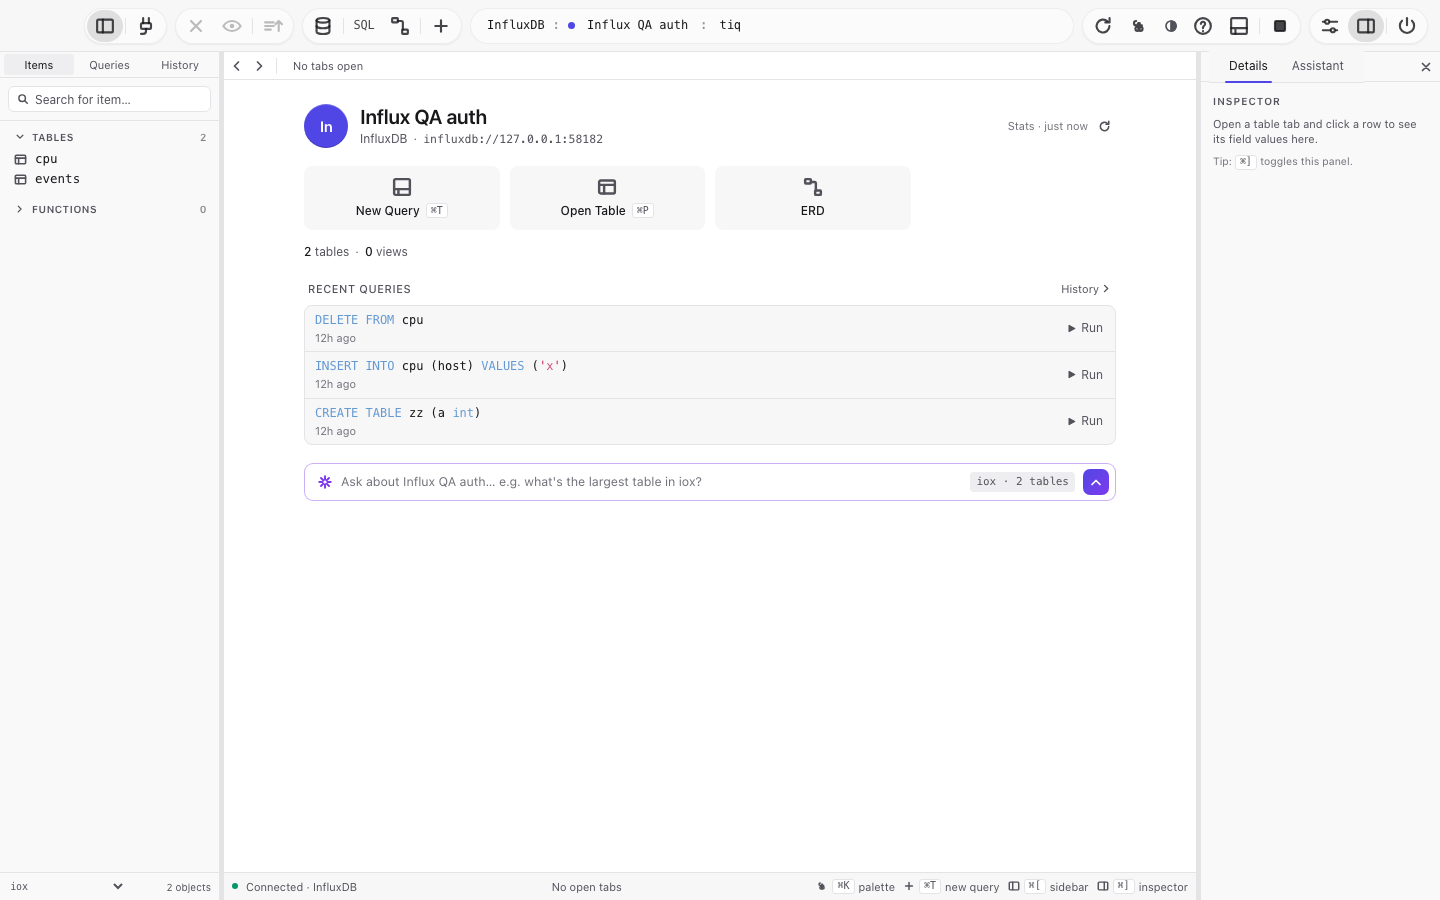 SQL
InfluxDB : Influx QA auth : tiq
Items Queries History
Search for item...
TABLES 2
cpu
events
FUNCTIONS 0
iox 2 objects
No tabs open
In
Influx QA auth
InfluxDB · influxdb://127.0.0.1:58182
Stats · just now
New Query ⌘T
Open Table ⌘P
ERD
2 tables · 0 views
RECENT QUERIES History
DELETE FROM cpu
12h ago
Run
INSERT INTO cpu (host) VALUES ('x')
12h ago
Run
CREATE TABLE zz (a int)
12h ago
Run
Ask about Influx QA auth... e.g. what's the largest table in iox? iox · 2 tables
Connected · InfluxDB No open tabs ⌘K palette ⌘T new query ⌘[ sidebar ⌘] inspector
Details Assistant
INSPECTOR
Open a table tab and click a row to see
its field values here.
Tip: ⌘] toggles this panel.